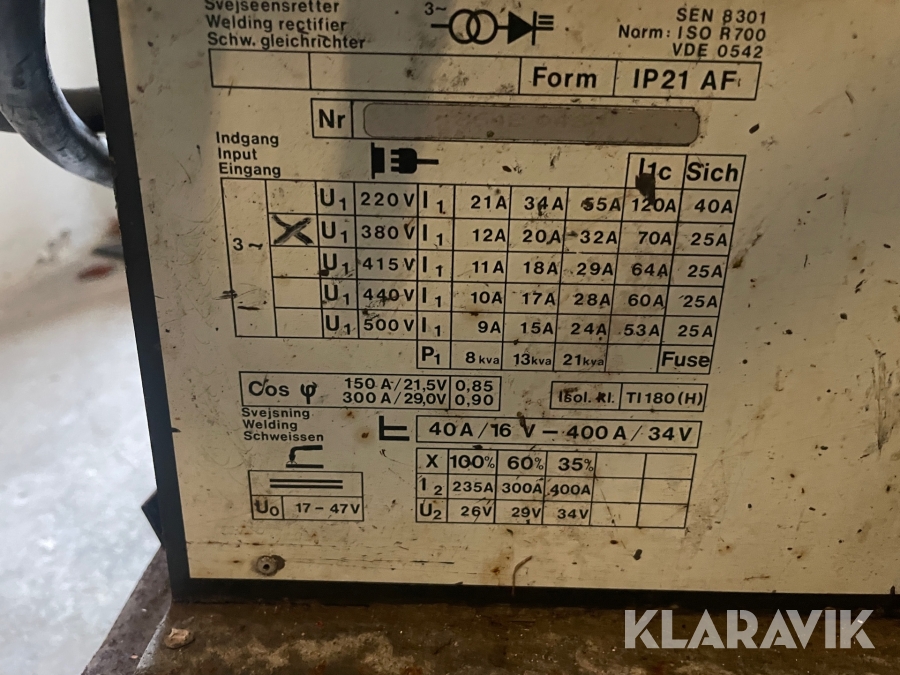 Svejseensretter
Welding rectifier
Schw. gleichrichter
3~
SEN 8301
Norm: ISO R700
VDE 0542
Form IP21 AF
Nr
Indgang
Input
Eingang
I1c Sich
3~
U1 220V I1 21A 34A 55A 120A 40A
U1 380V I1 12A 20A 32A 70A 25A
U1 415V I1 11A 18A 29A 64A 25A
U1 440V I1 10A 17A 28A 60A 25A
U1 500V I1 9A 15A 24A 53A 25A
P1 8kva 13kva 21kva Fuse
Cos φ 150 A/21,5V 0,85
300 A/29,0V 0,90
Isol. kl. TI 180 (H)
Svejsning
Welding
Schweissen
40 A/16 V – 400 A/34 V
X 100% 60% 35%
I2 235A 300A 400A
U2 26V 29V 34V
U0 17 – 47V
KLARAVIK